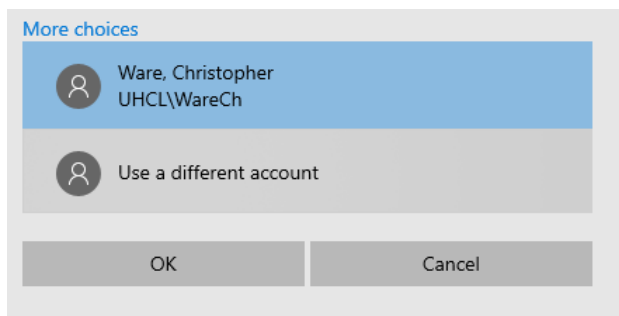 More choices
Ware, Christopher
UHCL\WareCh
Use a different account
OK
Cancel